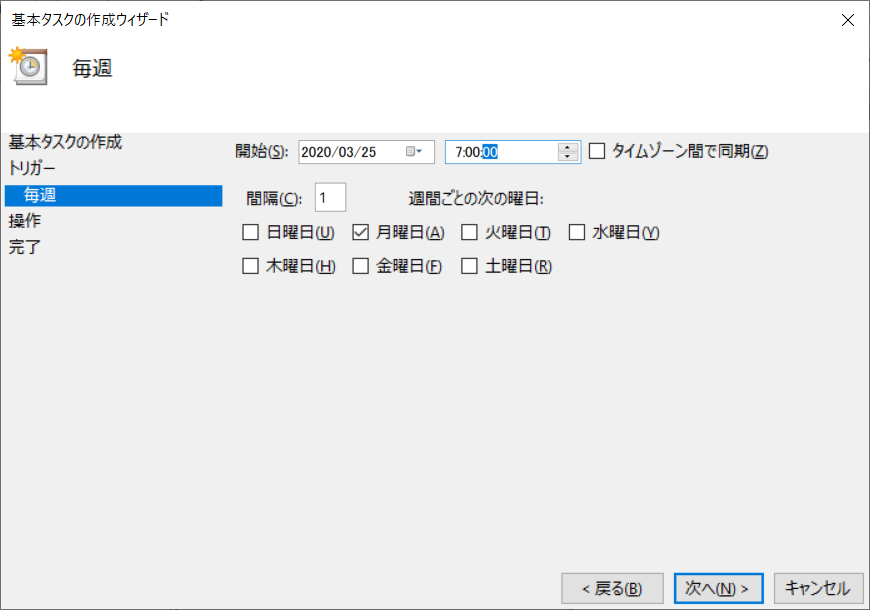 基本タスクの作成ウィザード
毎週
基本タスクの作成
トリガー
毎週
操作
完了
開始(S): 2020/03/25 7:00:00 タイムゾーン間で同期(Z)
間隔(C): 1 週間ごとの次の曜日:
日曜日(U) 月曜日(A) 火曜日(T) 水曜日(Y)
木曜日(H) 金曜日(F) 土曜日(R)
< 戻る(B) 次へ(N) > キャンセル